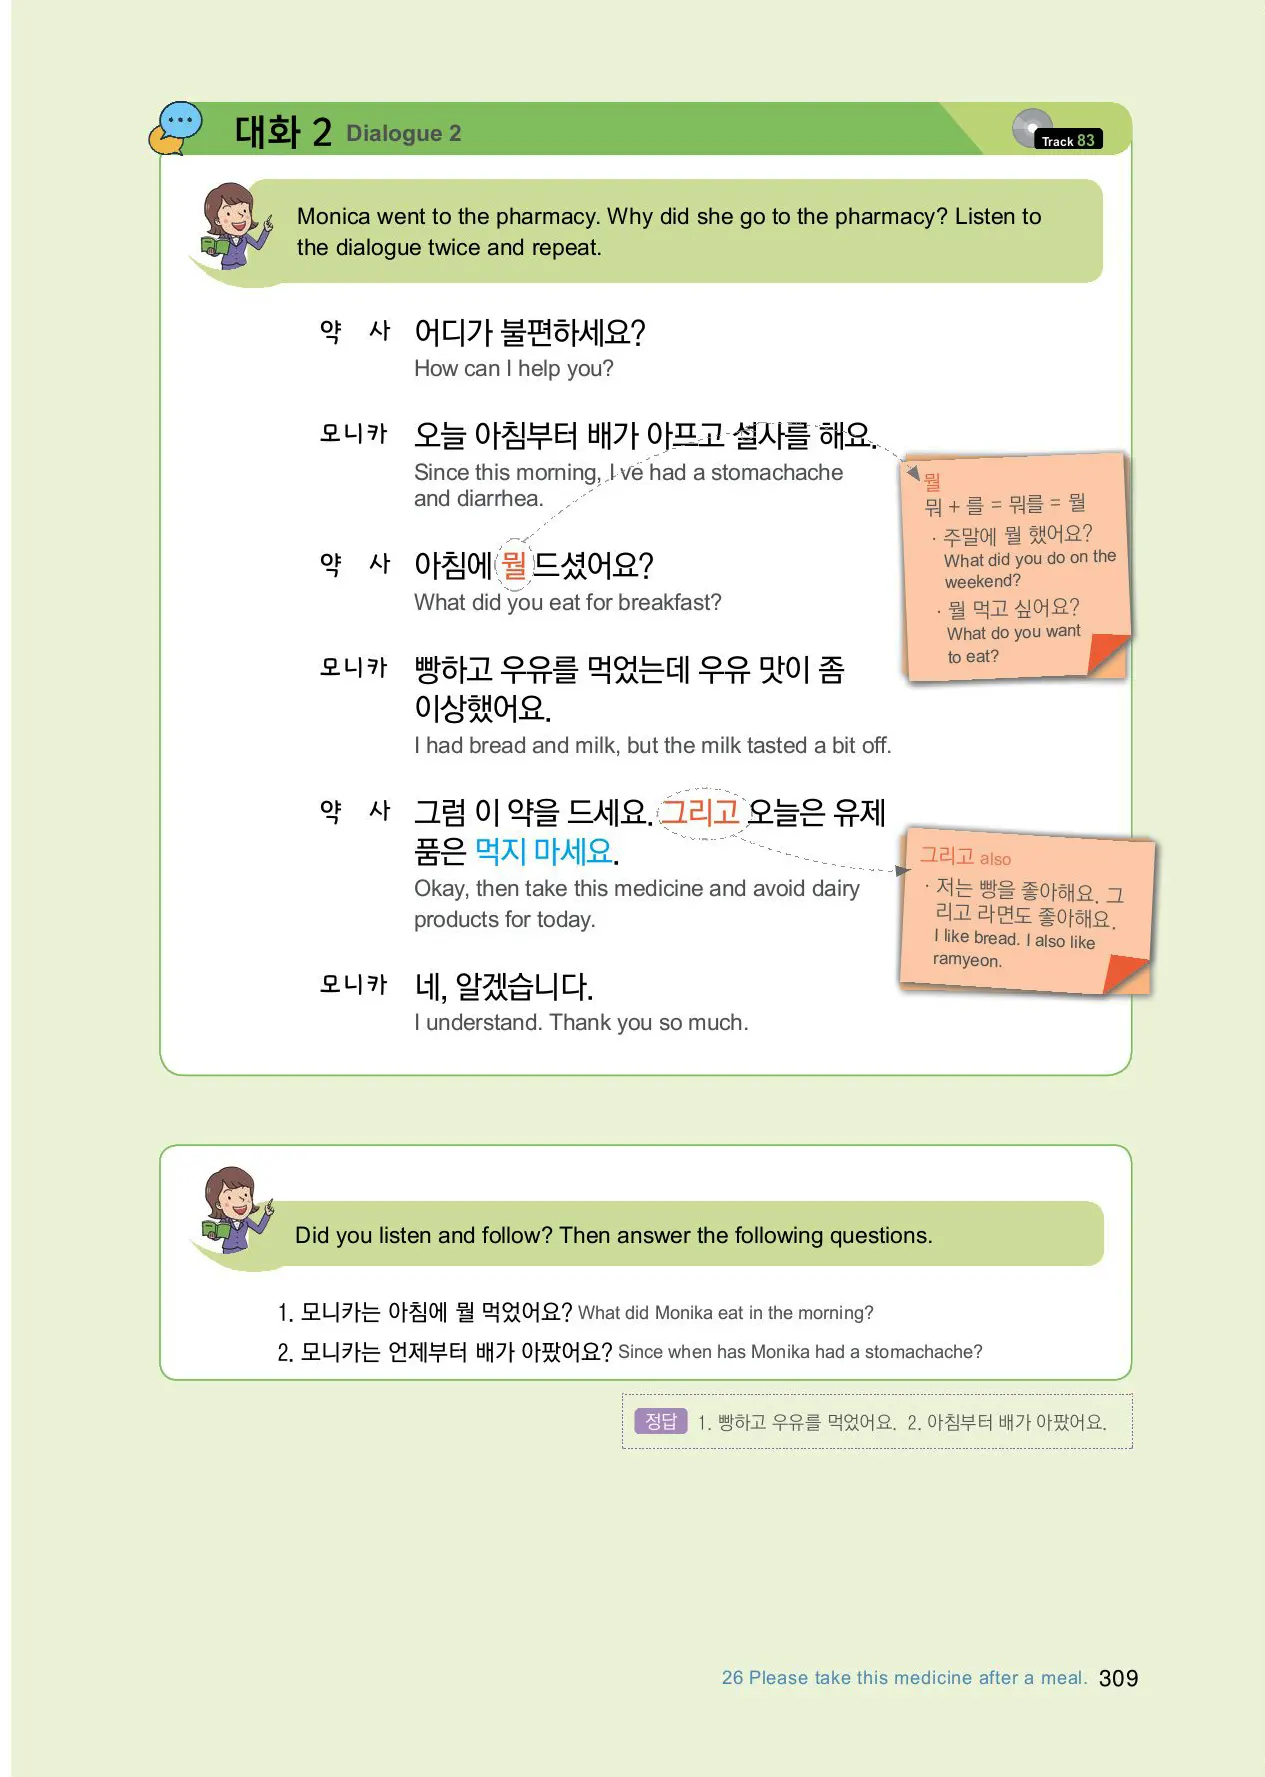 대화 2 Dialogue 2
Track 83
Monica went to the pharmacy. Why did she go to the pharmacy? Listen to
the dialogue twice and repeat.
약 사 어디가 불편하세요?
How can I help you?
모니카 오늘 아침부터 배가 아프고 설사를 해요.
Since this morning, I've had a stomachache
and diarrhea.
약 사 아침에 뭘 드셨어요?
What did you eat for breakfast?
뭘
뭐 + 를 = 뭐를 = 뭘
· 주말에 뭘 했어요?
What did you do on the
weekend?
· 뭘 먹고 싶어요?
What do you want
to eat?
모니카 빵하고 우유를 먹었는데 우유 맛이 좀
이상했어요.
I had bread and milk, but the milk tasted a bit off.
약 사 그럼 이 약을 드세요. 그리고 오늘은 유제
품은 먹지 마세요.
Okay, then take this medicine and avoid dairy
products for today.
그리고 also
· 저는 빵을 좋아해요. 그
리고 라면도 좋아해요.
I like bread. I also like
ramyeon.
모니카 네, 알겠습니다.
I understand. Thank you so much.
Did you listen and follow? Then answer the following questions.
1. 모니카는 아침에 뭘 먹었어요? What did Monika eat in the morning?
2. 모니카는 언제부터 배가 아팠어요? Since when has Monika had a stomachache?
정답 1. 빵하고 우유를 먹었어요. 2. 아침부터 배가 아팠어요.
26 Please take this medicine after a meal. 309